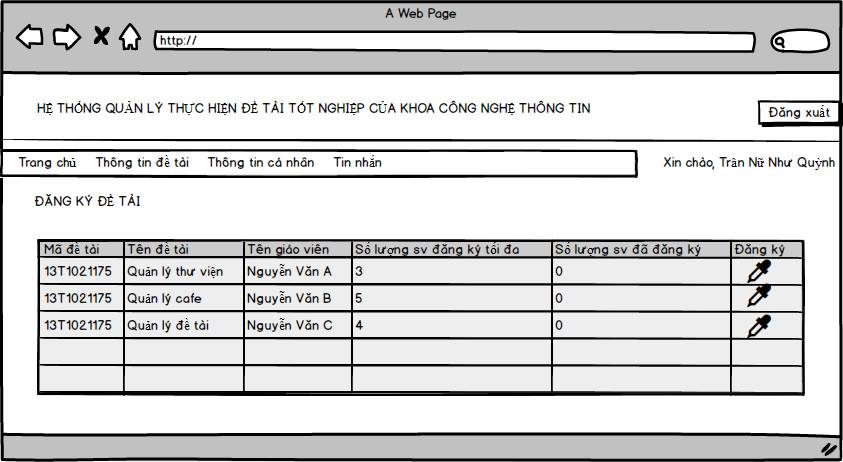 A Web Page
http://
HỆ THỐNG QUẢN LÝ THỰC HIỆN ĐỀ TÀI TỐT NGHIỆP CỦA KHOA CÔNG NGHỆ THÔNG TIN
Đăng xuất
Trang chủ Thông tin đề tài Thông tin cá nhân Tin nhắn Xin chào, Trần Nữ Như Quỳnh
ĐĂNG KÝ ĐỀ TÀI
Mã đề tài Tên đề tài Tên giáo viên Số lượng sv đăng ký tối đa Số lượng sv đã đăng ký Đăng ký
13T1021175 Quản lý thư viện Nguyễn Văn A 3 0
13T1021175 Quản lý cafe Nguyễn Văn B 5 0
13T1021175 Quản lý đề tài Nguyễn Văn C 4 0